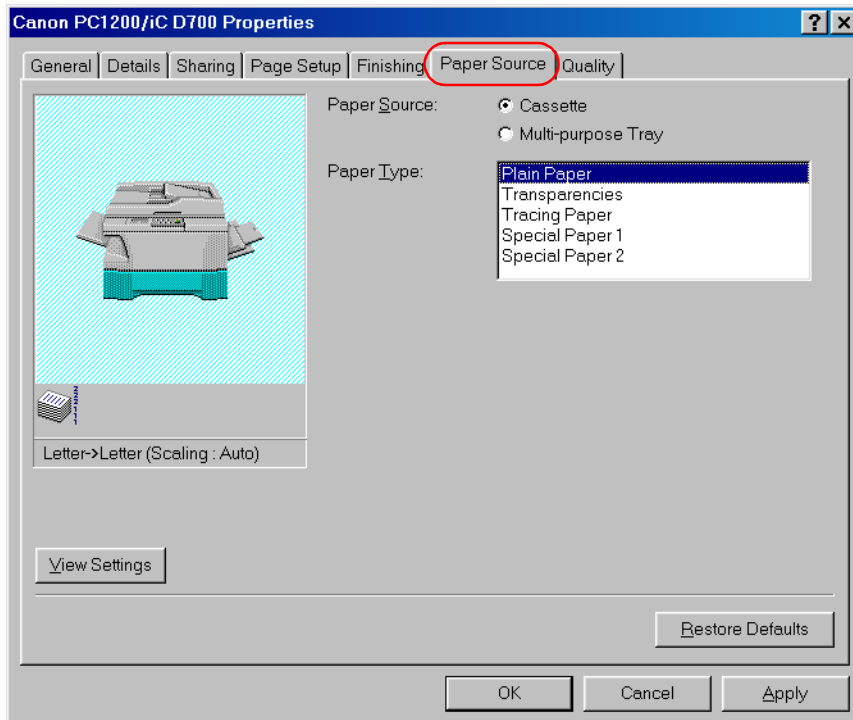 Canon PC1200/iC D700 Properties
General Details Sharing Page Setup Finishing Paper Source Quality
Paper Source:
Cassette
Multi-purpose Tray
Paper Type:
Plain Paper
Transparencies
Tracing Paper
Special Paper 1
Special Paper 2
Letter->Letter (Scaling : Auto)
View Settings
Restore Defaults
OK Cancel Apply